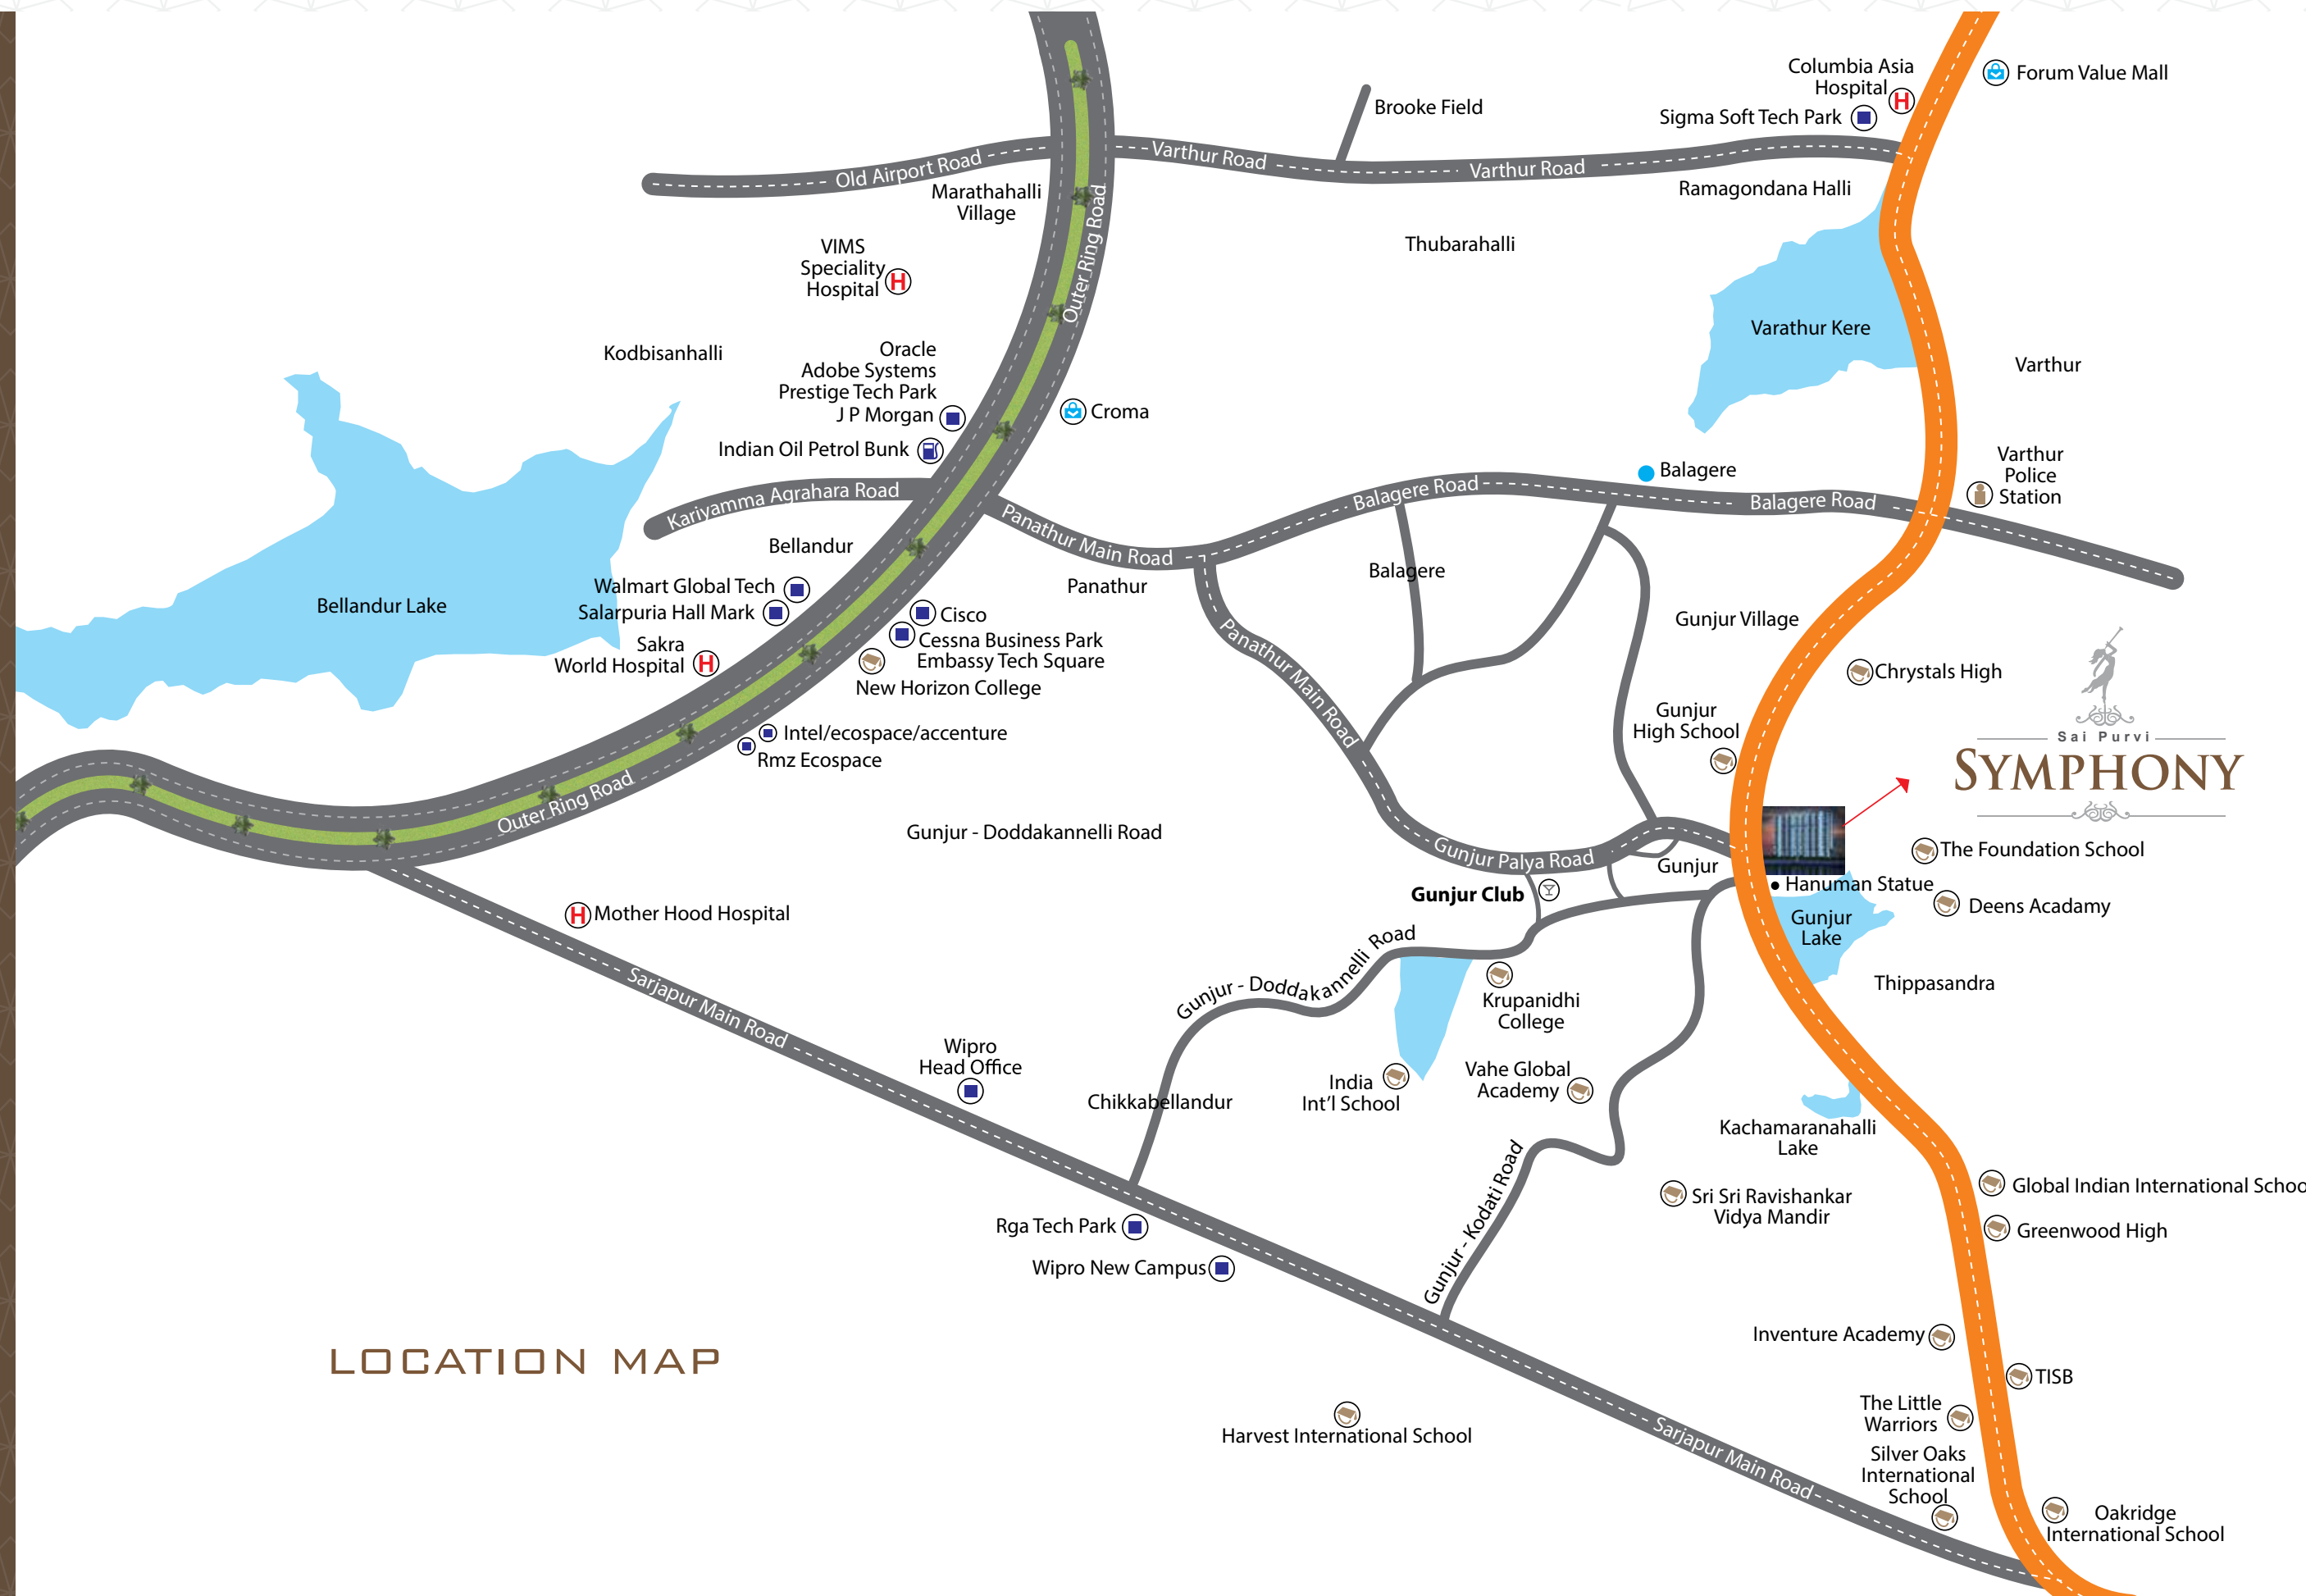 Columbia Asia
Hospital
H
Forum Value Mall
Sigma Soft Tech Park
Brooke Field
Old Airport Road
Varthur Road
Varthur Road
Ramagondana Halli
Marathahalli
Village
Outer Ring Road
Thubarahalli
VIMS
Speciality
Hospital
H
Varathur Kere
Kodbisanhalli
Oracle
Adobe Systems
Prestige Tech Park
J P Morgan
Varthur
Croma
Indian Oil Petrol Bunk
Varthur
Police
Station
Balagere
Kariyamma Agrahara Road
Balagere Road
Balagere Road
Panathur Main Road
Bellandur
Balagere
Panathur
Walmart Global Tech
Salarpuria Hall Mark
Bellandur Lake
Cisco
Cessna Business Park
Embassy Tech Square
Gunjur Village
Sakra
World Hospital
H
New Horizon College
Panathur Main Road
Chrystals High
Gunjur
High School
Intel/ecospace/accenture
Rmz Ecospace
Sai Purvi
SYMPHONY
Outer Ring Road
Gunjur - Doddakannelli Road
Gunjur Palya Road
Gunjur
The Foundation School
Hanuman Statue
Gunjur Club
Deens Acadamy
H
Mother Hood Hospital
Gunjur
Lake
Gunjur - Doddakannelli Road
Thippasandra
Sarjapur Main Road
Krupanidhi
College
Wipro
Head Office
Vahe Global
Academy
India
Int'l School
Chikkabellandur
Kachamaranahalli
Lake
Gunjur - Kodati Road
Global Indian International Schoo
Sri Sri Ravishankar
Vidya Mandir
Greenwood High
Rga Tech Park
Wipro New Campus
Inventure Academy
LOCATION MAP
TISB
The Little
Warriors
Harvest International School
Sarjapur Main Road
Silver Oaks
International
School
Oakridge
International School